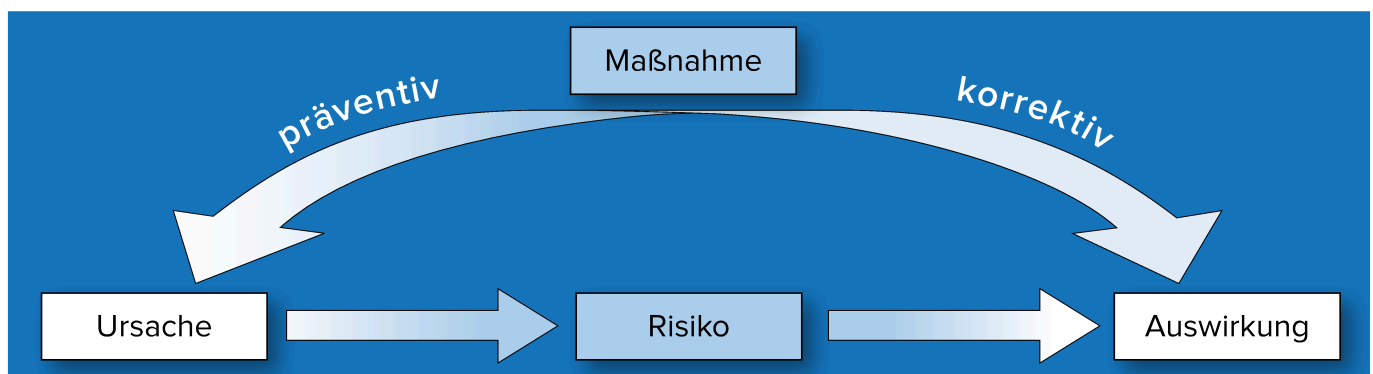 Maßnahme
präventiv
korrektiv
Ursache
Risiko
Auswirkung